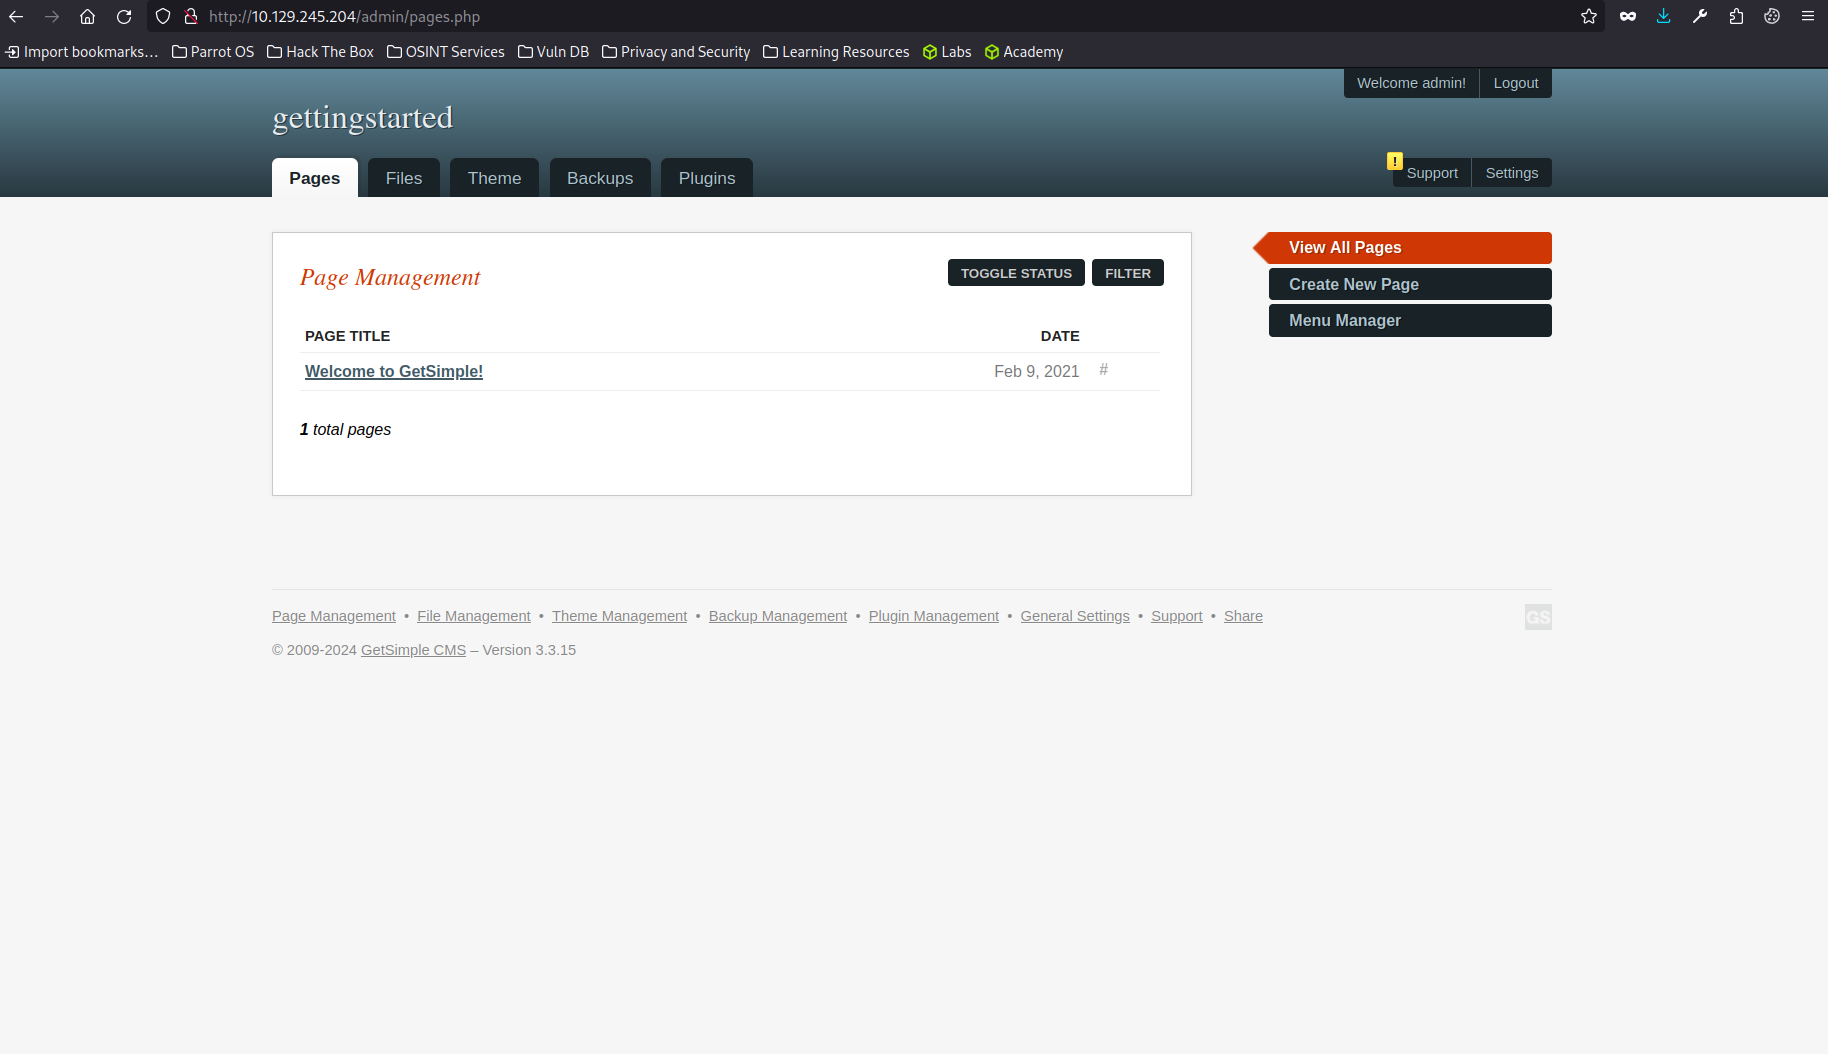 http://10.129.245.204/admin/pages.php
Import bookmarks... Parrot OS Hack The Box OSINT Services Vuln DB Privacy and Security Learning Resources Labs Academy
Welcome admin! Logout
gettingstarted
Pages Files Theme Backups Plugins ! Support Settings
Page Management TOGGLE STATUS FILTER
PAGE TITLE DATE
Welcome to GetSimple! Feb 9, 2021 #
1 total pages
View All Pages
Create New Page
Menu Manager
Page Management • File Management • Theme Management • Backup Management • Plugin Management • General Settings • Support • Share GS
© 2009-2024 GetSimple CMS – Version 3.3.15